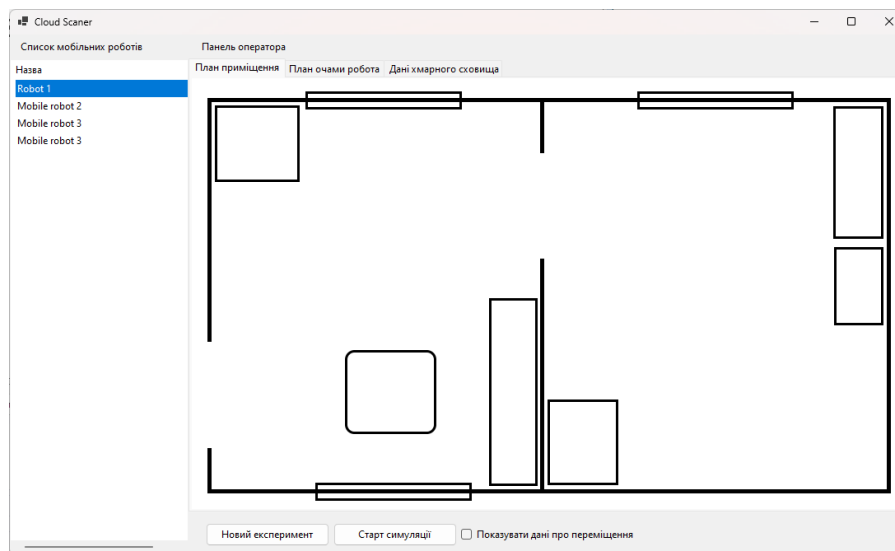 Cloud Scaner
Список мобільних роботів
Панель оператора
Назва
План приміщення
План очами робота
Дані хмарного сховища
Robot 1
Mobile robot 2
Mobile robot 3
Mobile robot 3
Новий експеримент
Старт симуляції
Показувати дані про переміщення